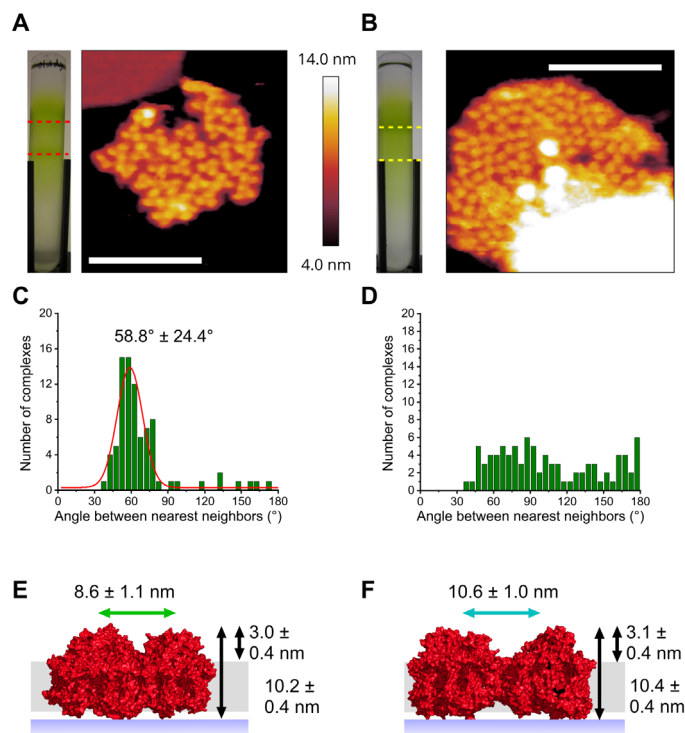 A
B
14.0 nm
4.0 nm
C
D
58.8° ± 24.4°
Number of complexes
20
16
12
8
4
0
0
30
60
90
120
150
180
Angle between nearest neighbors (°)
Number of complexes
20
18
16
14
12
10
8
6
4
2
0
0
30
60
90
120
150
180
Angle between nearest neighbors (°)
E
F
8.6 ± 1.1 nm
3.0 ±
0.4 nm
10.2 ±
0.4 nm
10.6 ± 1.0 nm
3.1 ±
0.4 nm
10.4 ±
0.4 nm